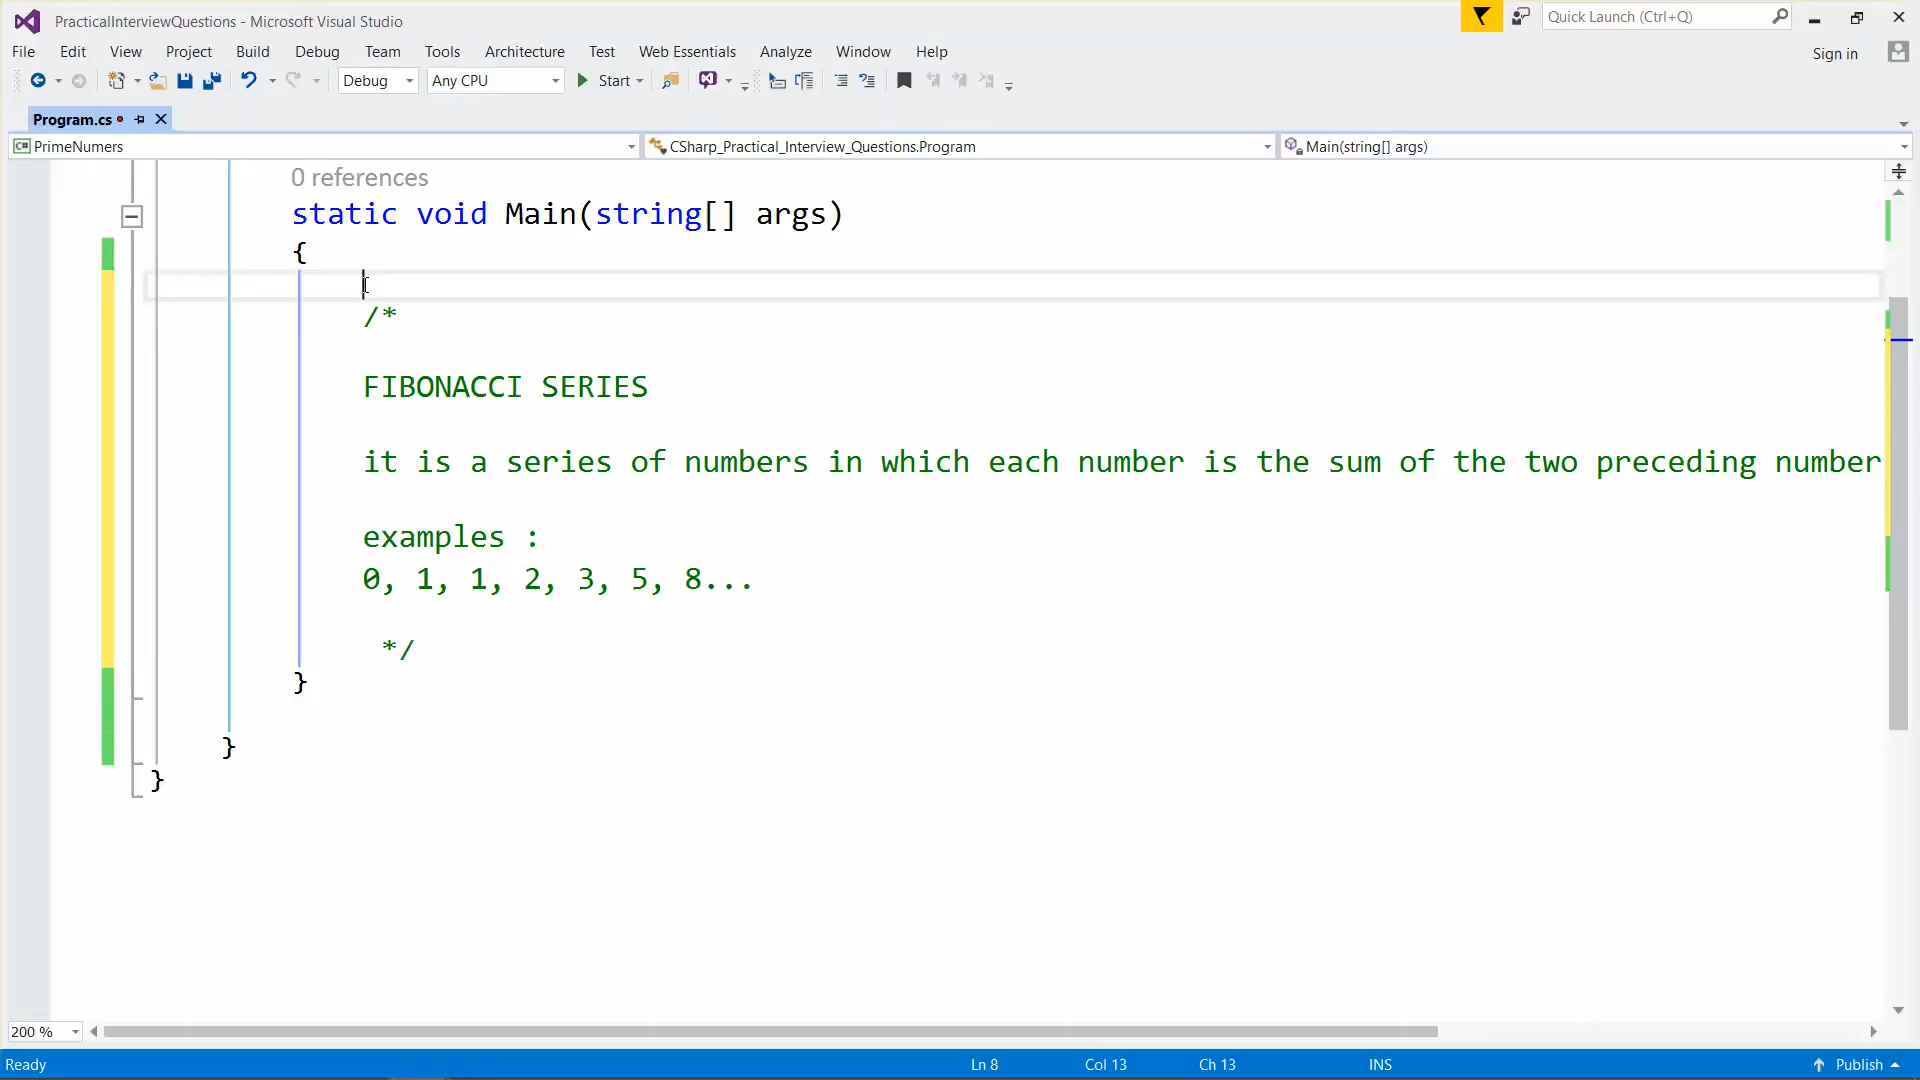 PracticalInterviewQuestions - Microsoft Visual Studio
Quick Launch (Ctrl+Q)
File Edit View Project Build Debug Team Tools Architecture Test Web Essentials Analyze Window Help
Sign in
Debug Any CPU Start
Program.cs
PrimeNumers CSharp_Practical_Interview_Questions.Program Main(string[] args)
0 references
static void Main(string[] args)
{
/*
FIBONACCI SERIES
it is a series of numbers in which each number is the sum of the two preceding number
examples :
0, 1, 1, 2, 3, 5, 8...
*/
}
}
}
200 %
Ready Ln 8 Col 13 Ch 13 INS Publish